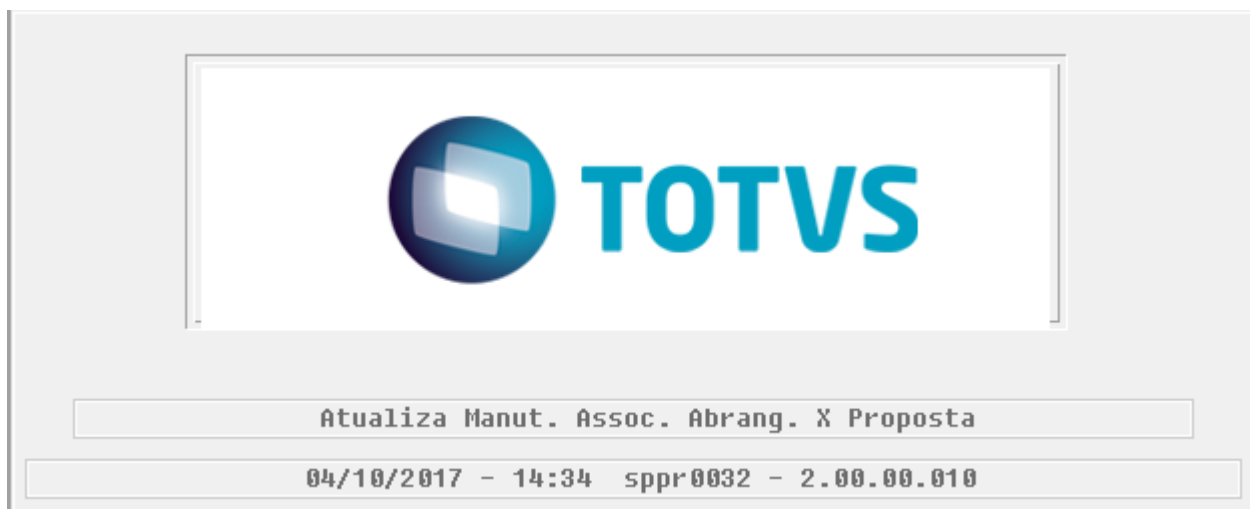 TOTVS
Atualiza Manut. Assoc. Abrang. X Proposta
04/10/2017 - 14:34 sppr0032 - 2.00.00.010